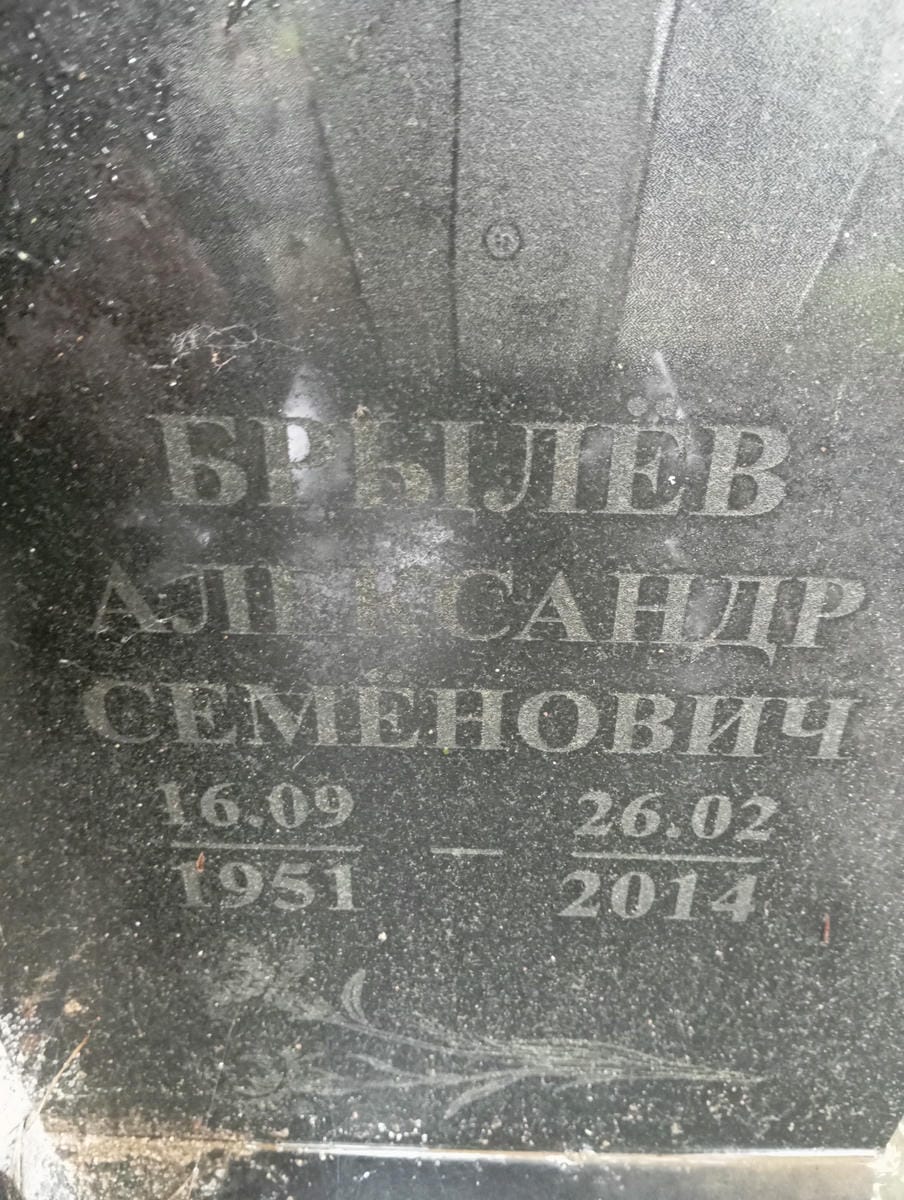 БРЫЛЁВ
АЛЕКСАНДР
СЕМЁНОВИЧ
16.09 — 26.02
1951 2014